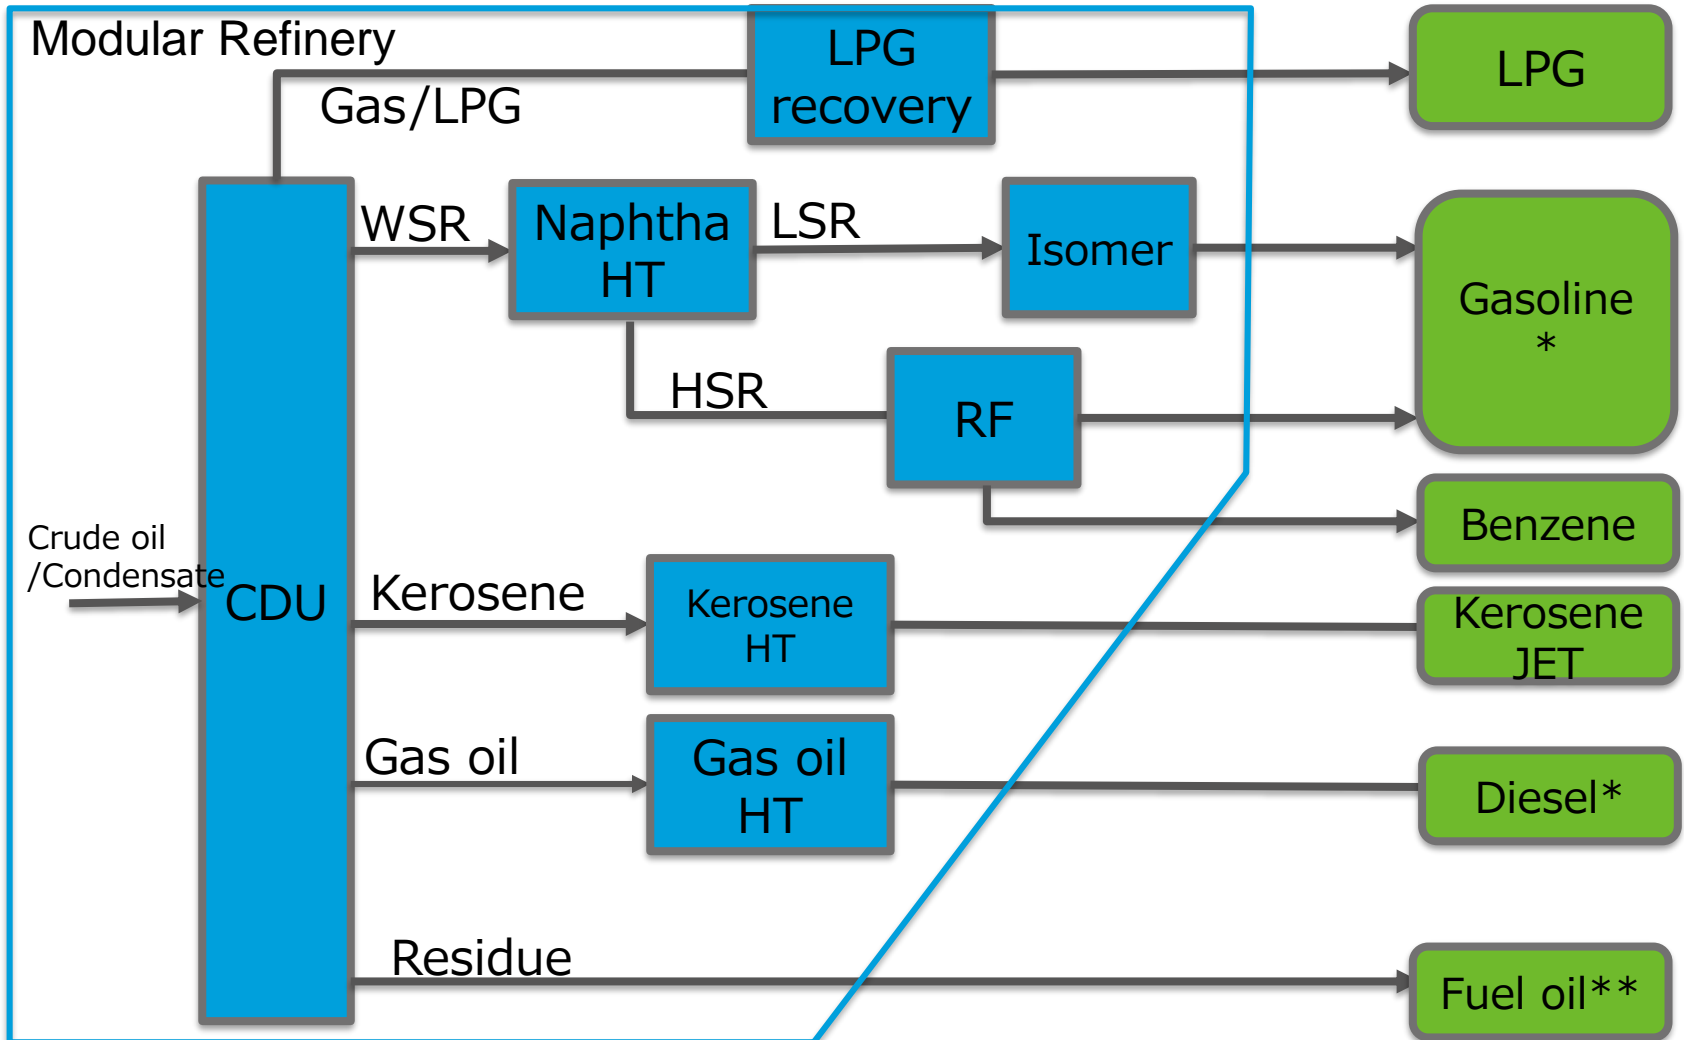 Modular Refinery
LPG
recovery
LPG
Gas/LPG
WSR
Naphtha
HT
LSR
Isomer
Gasoline
*
HSR
RF
Benzene
Crude oil
/Condensate
CDU
Kerosene
Kerosene
HT
Kerosene
JET
Gas oil
Gas oil
HT
Diesel*
Residue
Fuel oil**